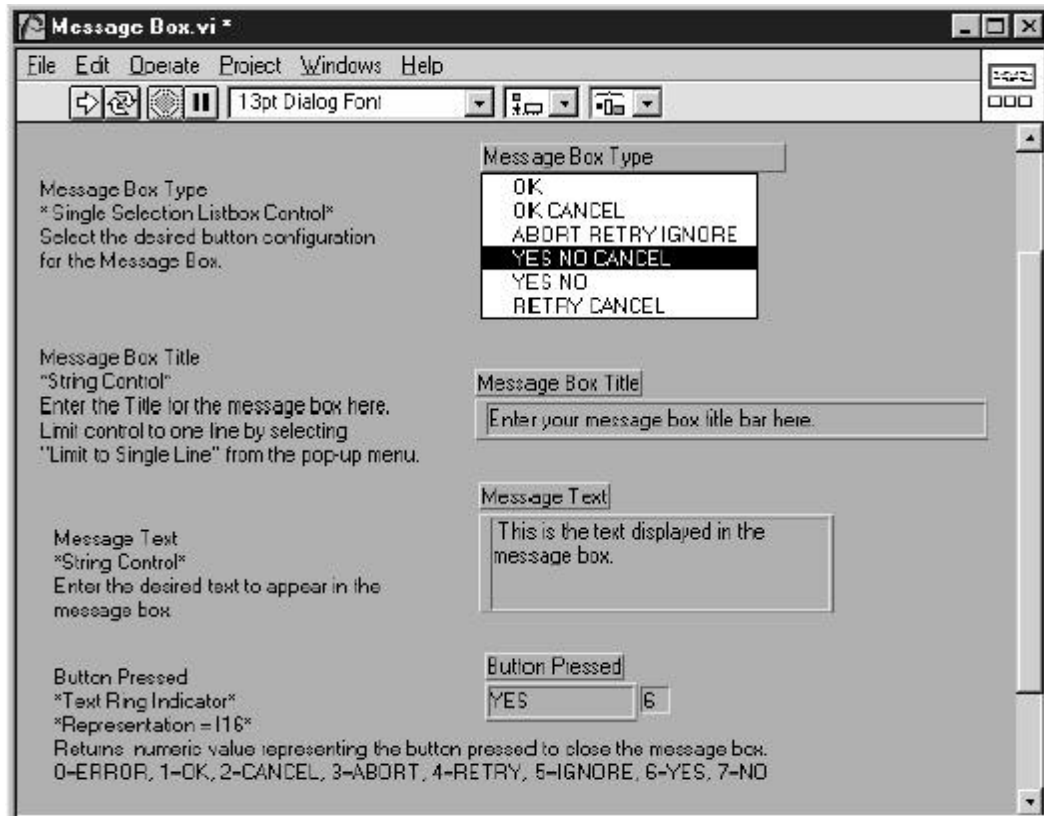 Message Box.vi *
File Edit Operate Project Windows Help
13pt Dialog Font
Message Box Type
*Single Selection Listbox Control*
Select the desired button configuration
for the Message Box.
Message Box Type
OK
OK CANCEL
ABORT RETRY IGNORE
YES NO CANCEL
YES NO
RETRY CANCEL
Message Box Title
*String Control*
Enter the Title for the message box here.
Limit control to one line by selecting
"Limit to Single Line" from the pop-up menu.
Message Box Title
Enter your message box title bar here.
Message Text
*String Control*
Enter the desired text to appear in the
message box
Message Text
This is the text displayed in the
message box.
Button Pressed
*Text Ring Indicator*
*Representation = I16*
Button Pressed
YES 6
Returns numeric value representing the button pressed to close the message box.
0=ERROR, 1=OK, 2=CANCEL, 3=ABORT, 4=RETRY, 5=IGNORE, 6=YES, 7=NO